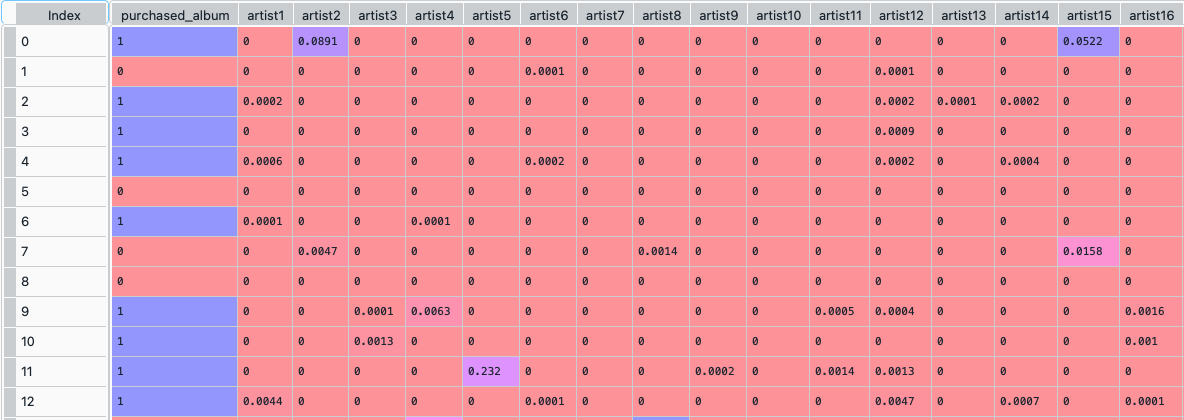 Index purchased_album artist1 artist2 artist3 artist4 artist5 artist6 artist7 artist8 artist9 artist10 artist11 artist12 artist13 artist14 artist15 artist16
0 1 0 0.0891 0 0 0 0 0 0 0 0 0 0 0 0 0.0522 0
1 0 0 0 0 0 0 0.0001 0 0 0 0 0 0.0001 0 0 0 0
2 1 0.0002 0 0 0 0 0 0 0 0 0 0 0.0002 0.0001 0.0002 0 0
3 1 0 0 0 0 0 0 0 0 0 0 0 0.0009 0 0 0 0
4 1 0.0006 0 0 0 0 0.0002 0 0 0 0 0 0.0002 0 0.0004 0 0
5 0 0 0 0 0 0 0 0 0 0 0 0 0 0 0 0 0
6 1 0.0001 0 0 0.0001 0 0 0 0 0 0 0 0 0 0 0 0
7 0 0 0.0047 0 0 0 0 0 0.0014 0 0 0 0 0 0 0.0158 0
8 0 0 0 0 0 0 0 0 0 0 0 0 0 0 0 0 0
9 1 0 0 0.0001 0.0063 0 0 0 0 0 0 0.0005 0.0004 0 0 0 0.0016
10 1 0 0 0.0013 0 0 0 0 0 0 0 0 0 0 0 0 0.001
11 1 0 0 0 0 0.232 0 0 0 0.0002 0 0.0014 0.0013 0 0 0 0
12 1 0.0044 0 0 0 0 0.0001 0 0 0 0 0 0.0047 0 0.0007 0 0.0001